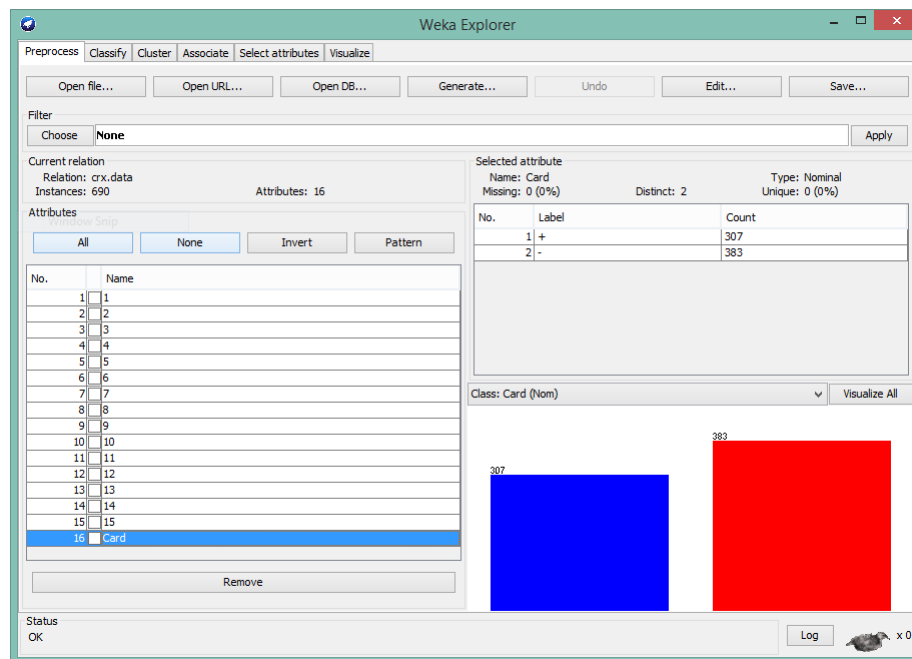 Weka Explorer
Preprocess Classify Cluster Associate Select attributes Visualize
Open file... Open URL... Open DB... Generate... Undo Edit... Save...
Filter
Choose None Apply
Current relation
Relation: crx.data
Instances: 690 Attributes: 16
Attributes
Window Snip
All None Invert Pattern
No. Name
1 1
2 2
3 3
4 4
5 5
6 6
7 7
8 8
9 9
10 10
11 11
12 12
13 13
14 14
15 15
16 Card
Remove
Selected attribute
Name: Card Type: Nominal
Missing: 0 (0%) Distinct: 2 Unique: 0 (0%)
No. Label Count
1 + 307
2 - 383
Class: Card (Nom) Visualize All
307
383
Status
OK
Log x 0